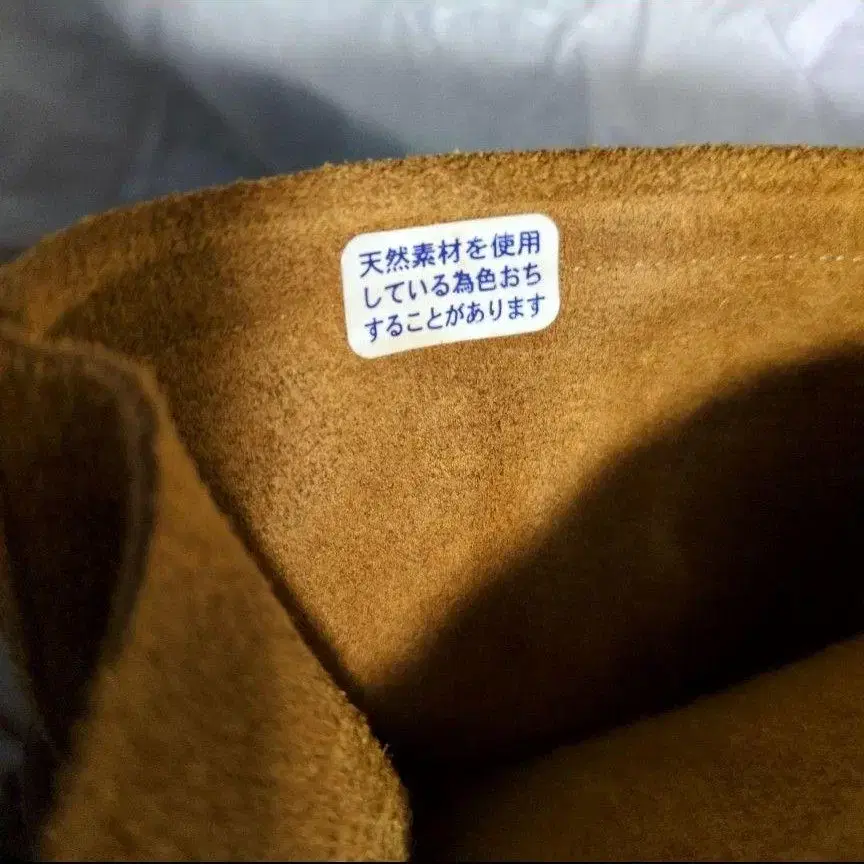 天然素材を使用
している為色おち
することがあります